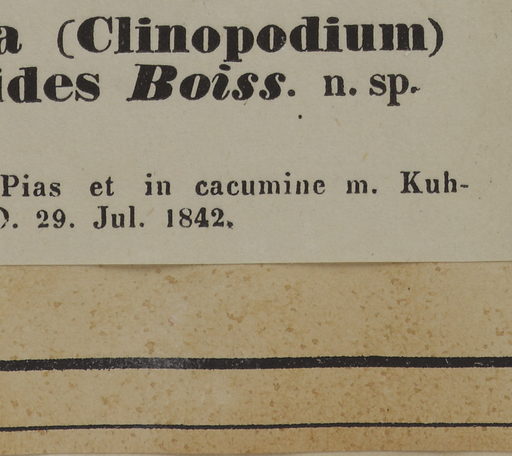 a (Clinopodium)
ides Boiss. n. sp.
Pias et in cacumine m. Kuh-
D. 29. Jul. 1842.